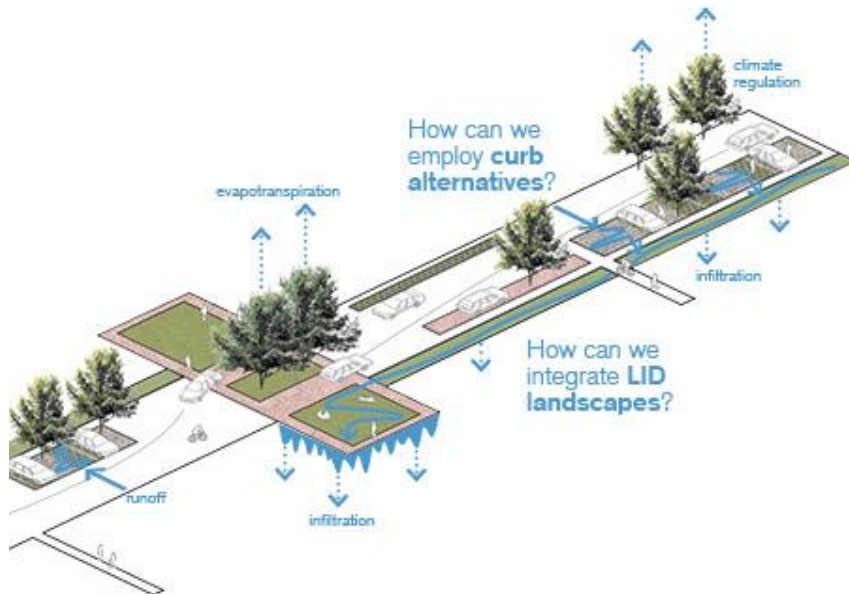 climate
regulation
How can we
employ curb
alternatives?
evapotranspiration
infiltration
How can we
integrate LID
landscapes?
runoff
infiltration